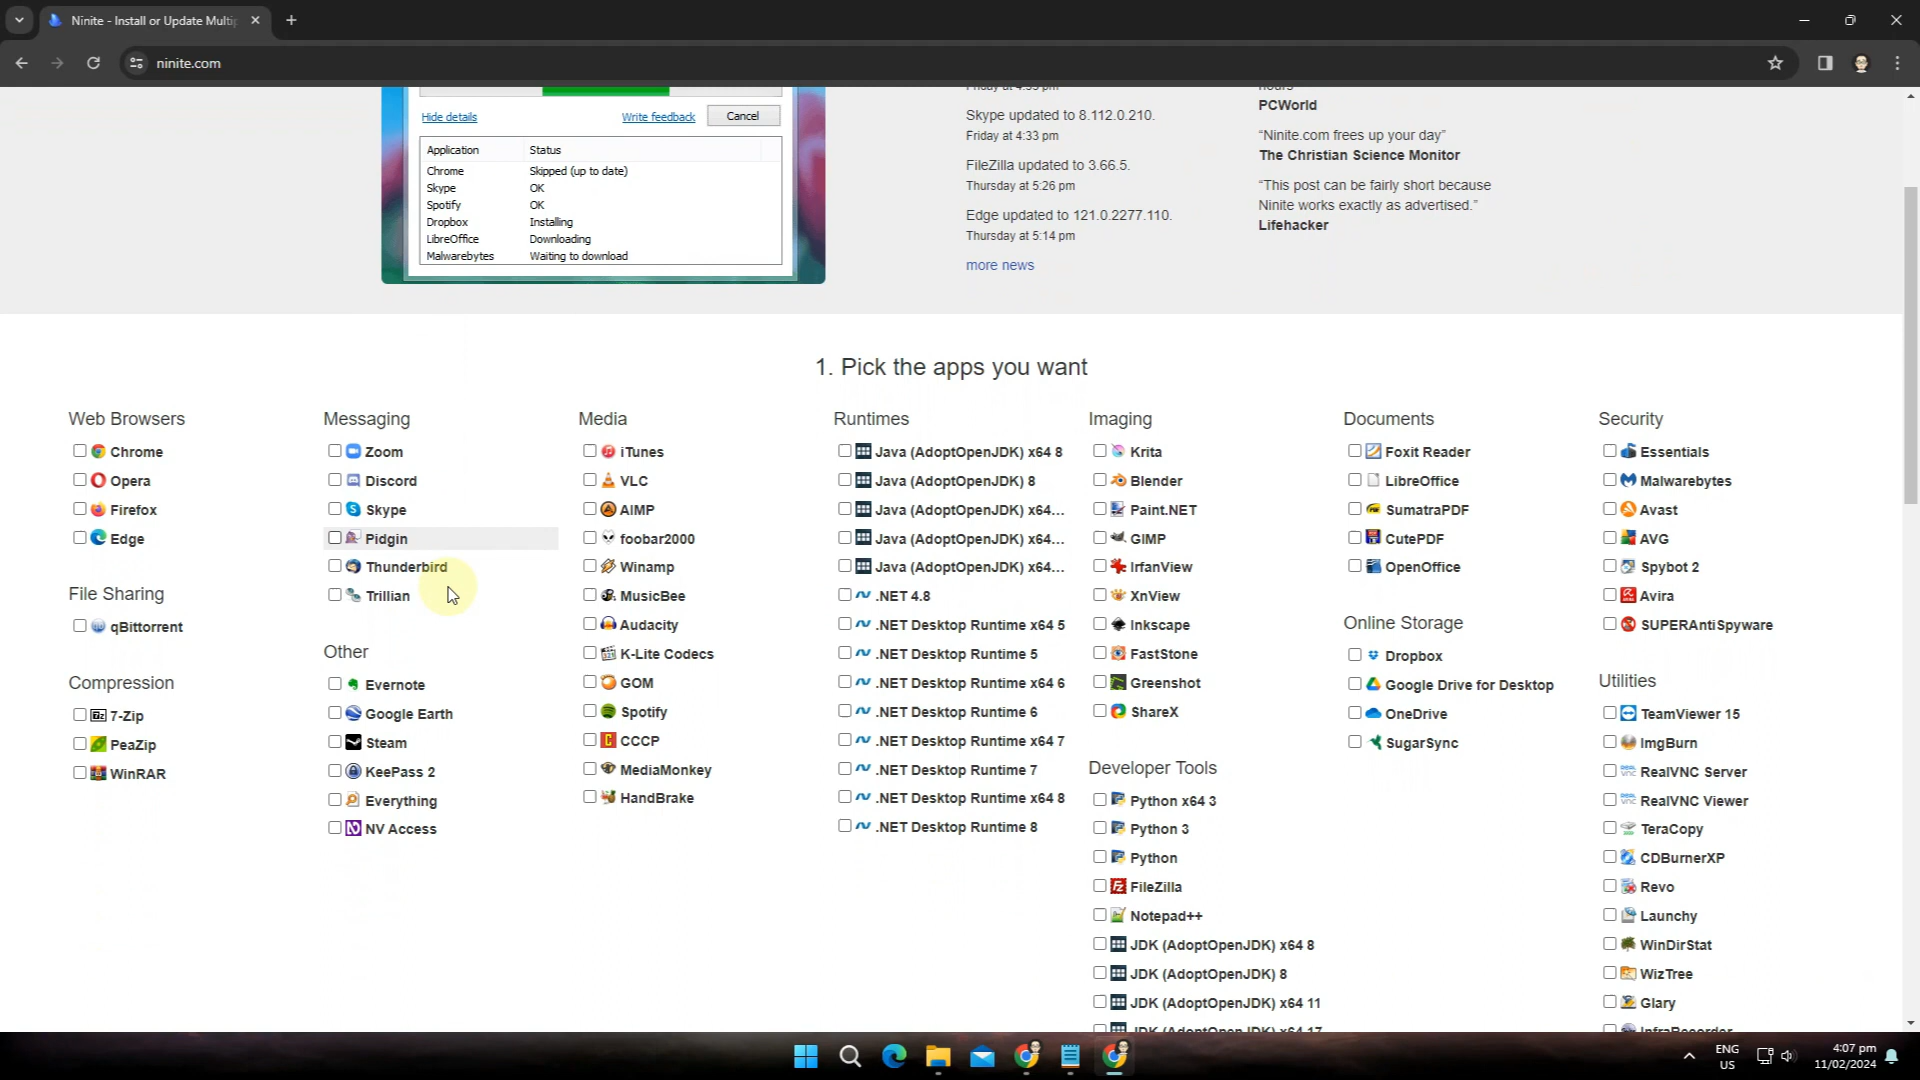 Ninite - Install or Update Multip
ninite.com
Hide details
Write feedback
Cancel
Application Status
Chrome Skipped (up to date)
Skype OK
Spotify OK
Dropbox Installing
LibreOffice Downloading
Malwarebytes Waiting to download
Friday at 4:33 pm
Skype updated to 8.112.0.210.
Friday at 4:33 pm
FileZilla updated to 3.66.5.
Thursday at 5:26 pm
Edge updated to 121.0.2277.110.
Thursday at 5:14 pm
more news
hours"
PCWorld
"Ninite.com frees up your day"
The Christian Science Monitor
"This post can be fairly short because
Ninite works exactly as advertised."
Lifehacker
1. Pick the apps you want
Web Browsers
Chrome
Opera
Firefox
Edge
File Sharing
qBittorrent
Compression
7-Zip
PeaZip
WinRAR
Messaging
Zoom
Discord
Skype
Pidgin
Thunderbird
Trillian
Other
Evernote
Google Earth
Steam
KeePass 2
Everything
NV Access
Media
iTunes
VLC
AIMP
foobar2000
Winamp
MusicBee
Audacity
K-Lite Codecs
GOM
Spotify
CCCP
MediaMonkey
HandBrake
Runtimes
Java (AdoptOpenJDK) x64 8
Java (AdoptOpenJDK) 8
Java (AdoptOpenJDK) x64...
Java (AdoptOpenJDK) x64...
Java (AdoptOpenJDK) x64...
.NET 4.8
.NET Desktop Runtime x64 5
.NET Desktop Runtime 5
.NET Desktop Runtime x64 6
.NET Desktop Runtime 6
.NET Desktop Runtime x64 7
.NET Desktop Runtime 7
.NET Desktop Runtime x64 8
.NET Desktop Runtime 8
Imaging
Krita
Blender
Paint.NET
GIMP
IrfanView
XnView
Inkscape
FastStone
Greenshot
ShareX
Developer Tools
Python x64 3
Python 3
Python
FileZilla
Notepad++
JDK (AdoptOpenJDK) x64 8
JDK (AdoptOpenJDK) 8
JDK (AdoptOpenJDK) x64 11
JDK (AdoptOpenJDK) x64 17
Documents
Foxit Reader
LibreOffice
SumatraPDF
CutePDF
OpenOffice
Online Storage
Dropbox
Google Drive for Desktop
OneDrive
SugarSync
Security
Essentials
Malwarebytes
Avast
AVG
Spybot 2
Avira
SUPERAntiSpyware
Utilities
TeamViewer 15
ImgBurn
RealVNC Server
RealVNC Viewer
TeraCopy
CDBurnerXP
Revo
Launchy
WinDirStat
WizTree
Glary
InfraRecorder
ENG
US
4:07 pm
11/02/2024